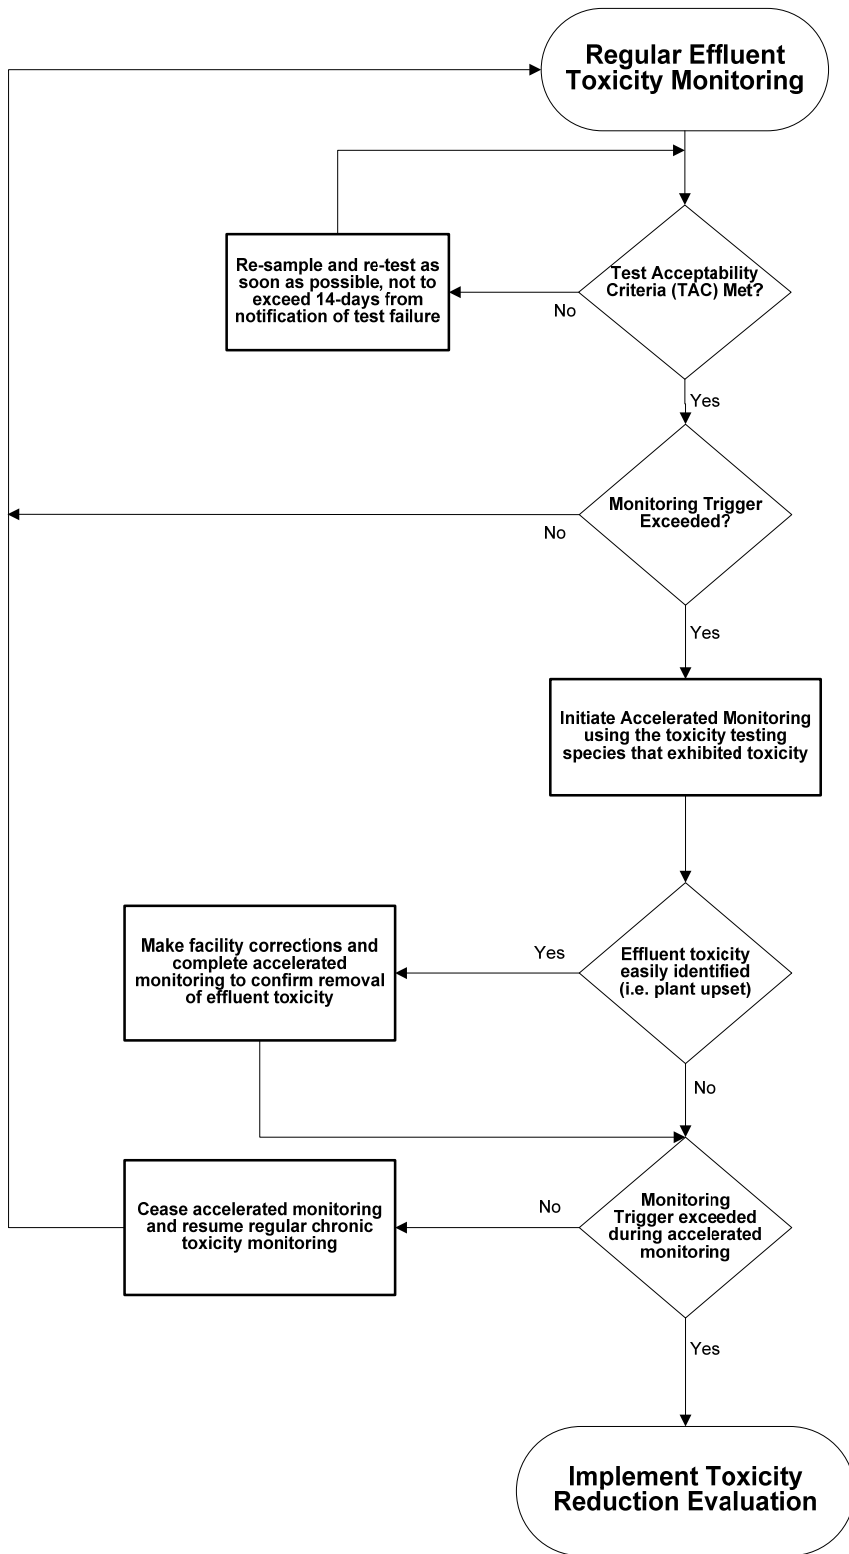 Regular Effluent
Toxicity Monitoring
Re-sample and re-test as
soon as possible, not to
exceed 14-days from
notification of test failure
Test Acceptability
Criteria (TAC) Met?
No
Yes
Monitoring Trigger
Exceeded?
No
Yes
Initiate Accelerated Monitoring
using the toxicity testing
species that exhibited toxicity
Make facility corrections and
complete accelerated
monitoring to confirm removal
of effluent toxicity
Yes
Effluent toxicity
easily identified
(i.e. plant upset)
No
Cease accelerated monitoring
and resume regular chronic
toxicity monitoring
No
Monitoring
Trigger exceeded
during accelerated
monitoring
Yes
Implement Toxicity
Reduction Evaluation